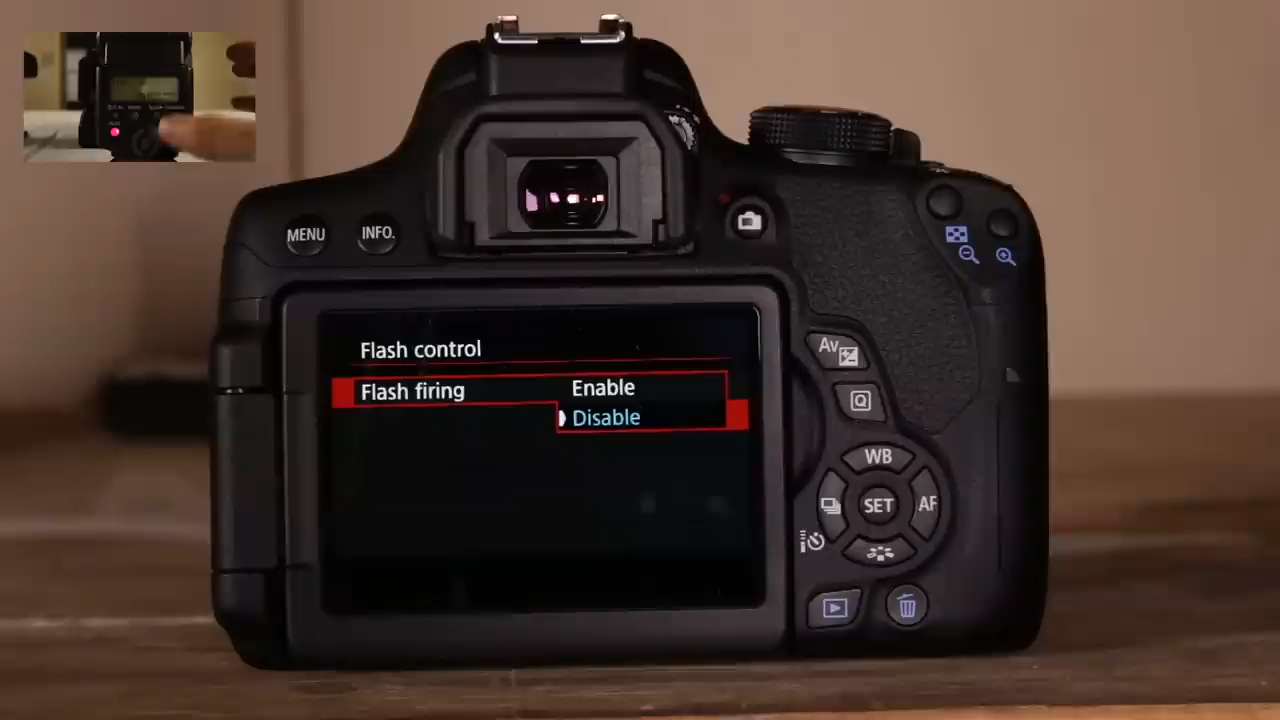 MENU
INFO.
Flash control
Flash firing
Enable
Disable
Av
Q
WB
SET
AF